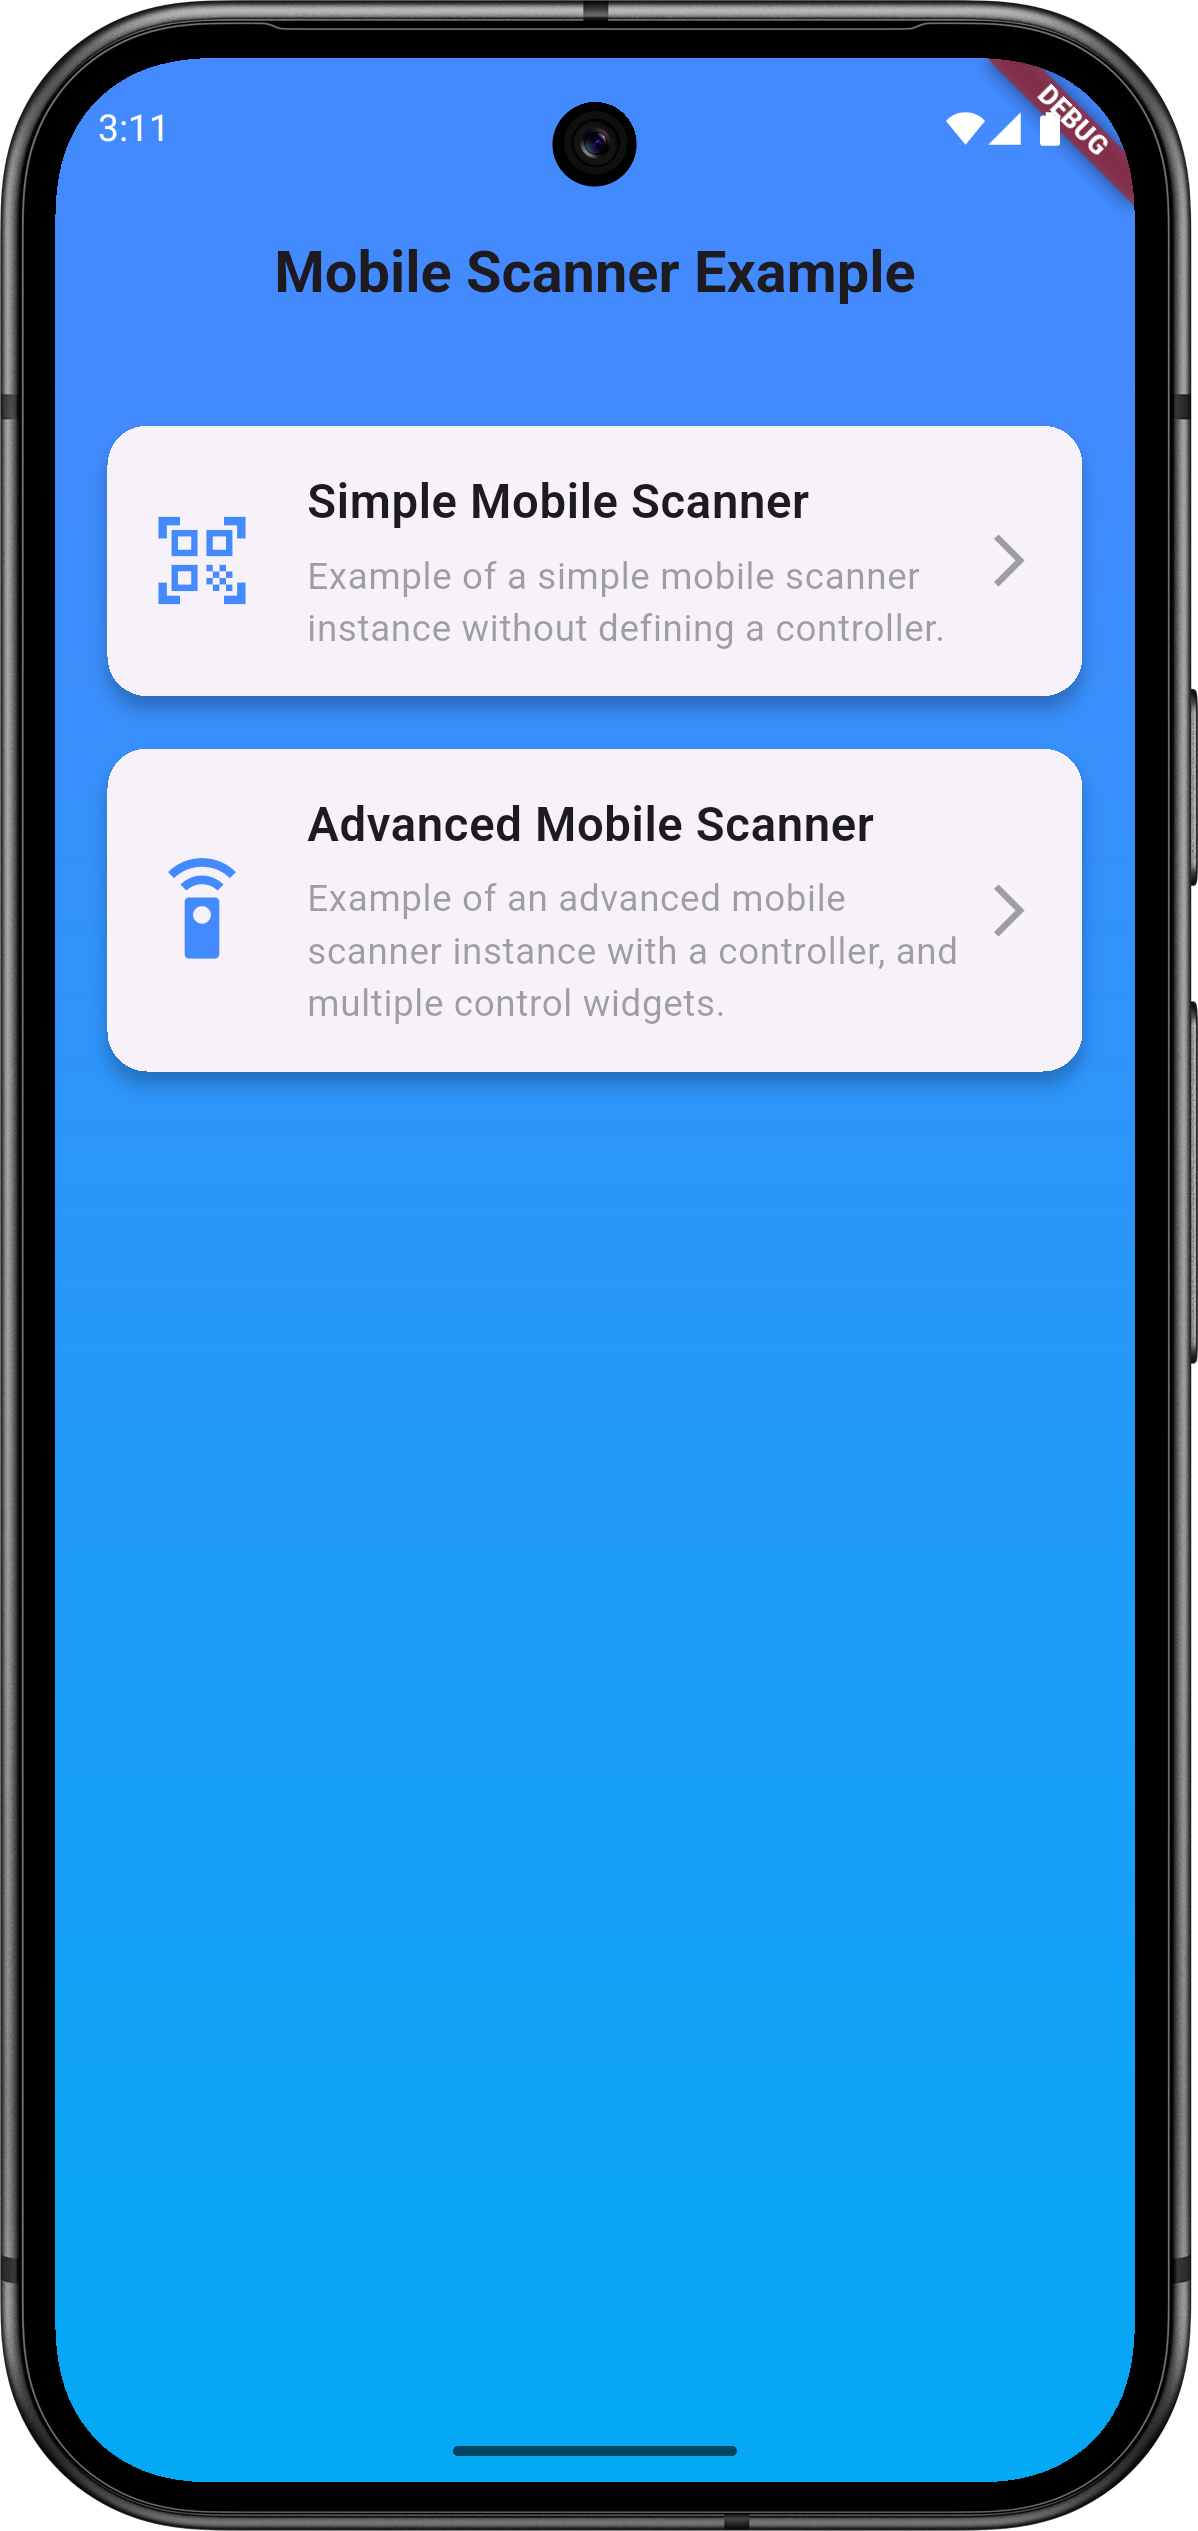 3:11
DEBUG
Mobile Scanner Example
Simple Mobile Scanner
Example of a simple mobile scanner
instance without defining a controller.
Advanced Mobile Scanner
Example of an advanced mobile
scanner instance with a controller, and
multiple control widgets.